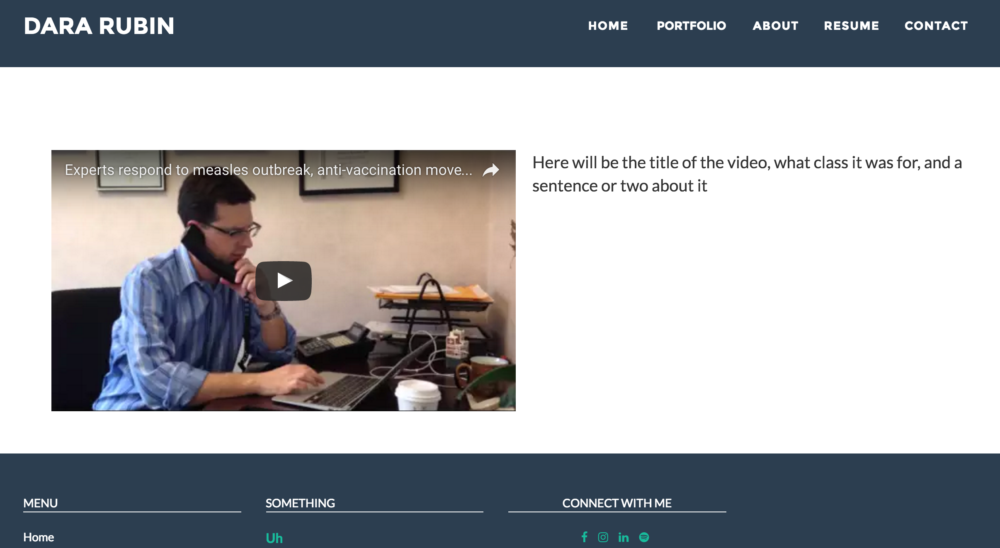 DARA RUBIN
HOME PORTFOLIO ABOUT RESUME CONTACT
Experts respond to measles outbreak, anti-vaccination move...
Here will be the title of the video, what class it was for, and a
sentence or two about it
MENU SOMETHING CONNECT WITH ME
Home Uh